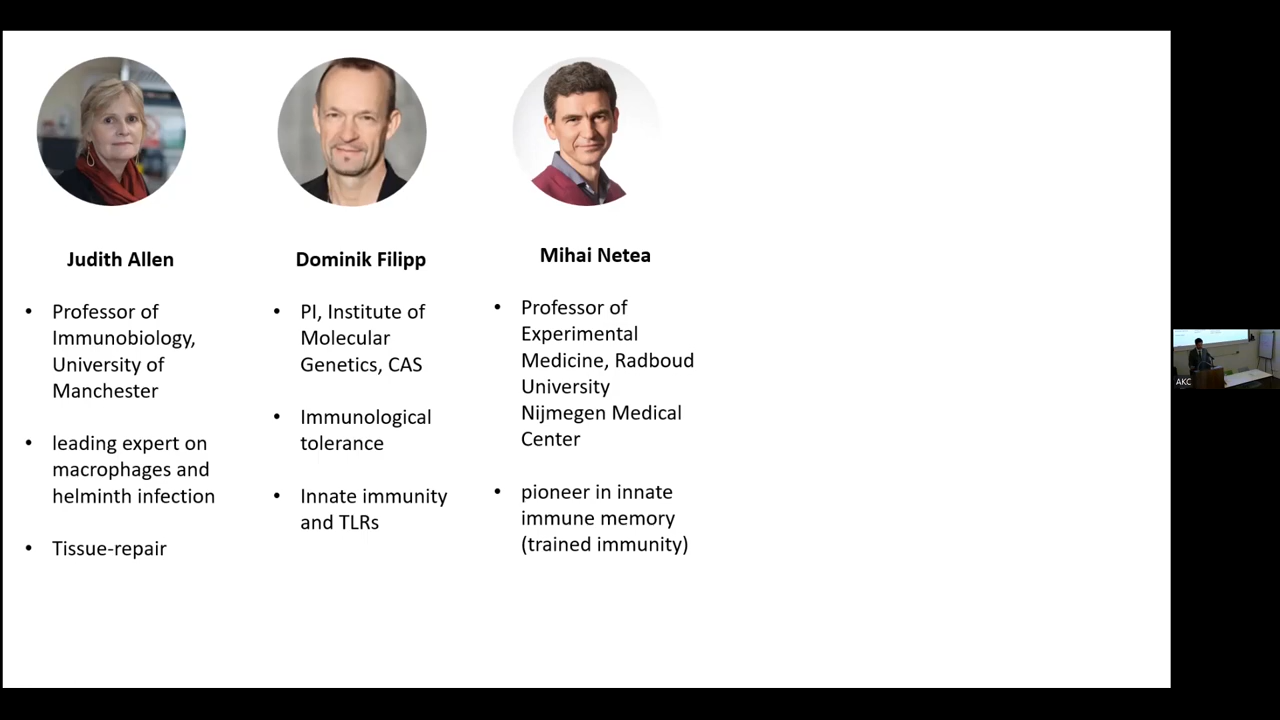 Judith Allen
• Professor of
Immunobiology,
University of
Manchester
• leading expert on
macrophages and
helminth infection
• Tissue-repair
Dominik Filipp
• PI, Institute of
Molecular
Genetics, CAS
• Immunological
tolerance
• Innate immunity
and TLRs
Mihai Netea
• Professor of
Experimental
Medicine, Radboud
University
Nijmegen Medical
Center
• pioneer in innate
immune memory
(trained immunity)
AKC